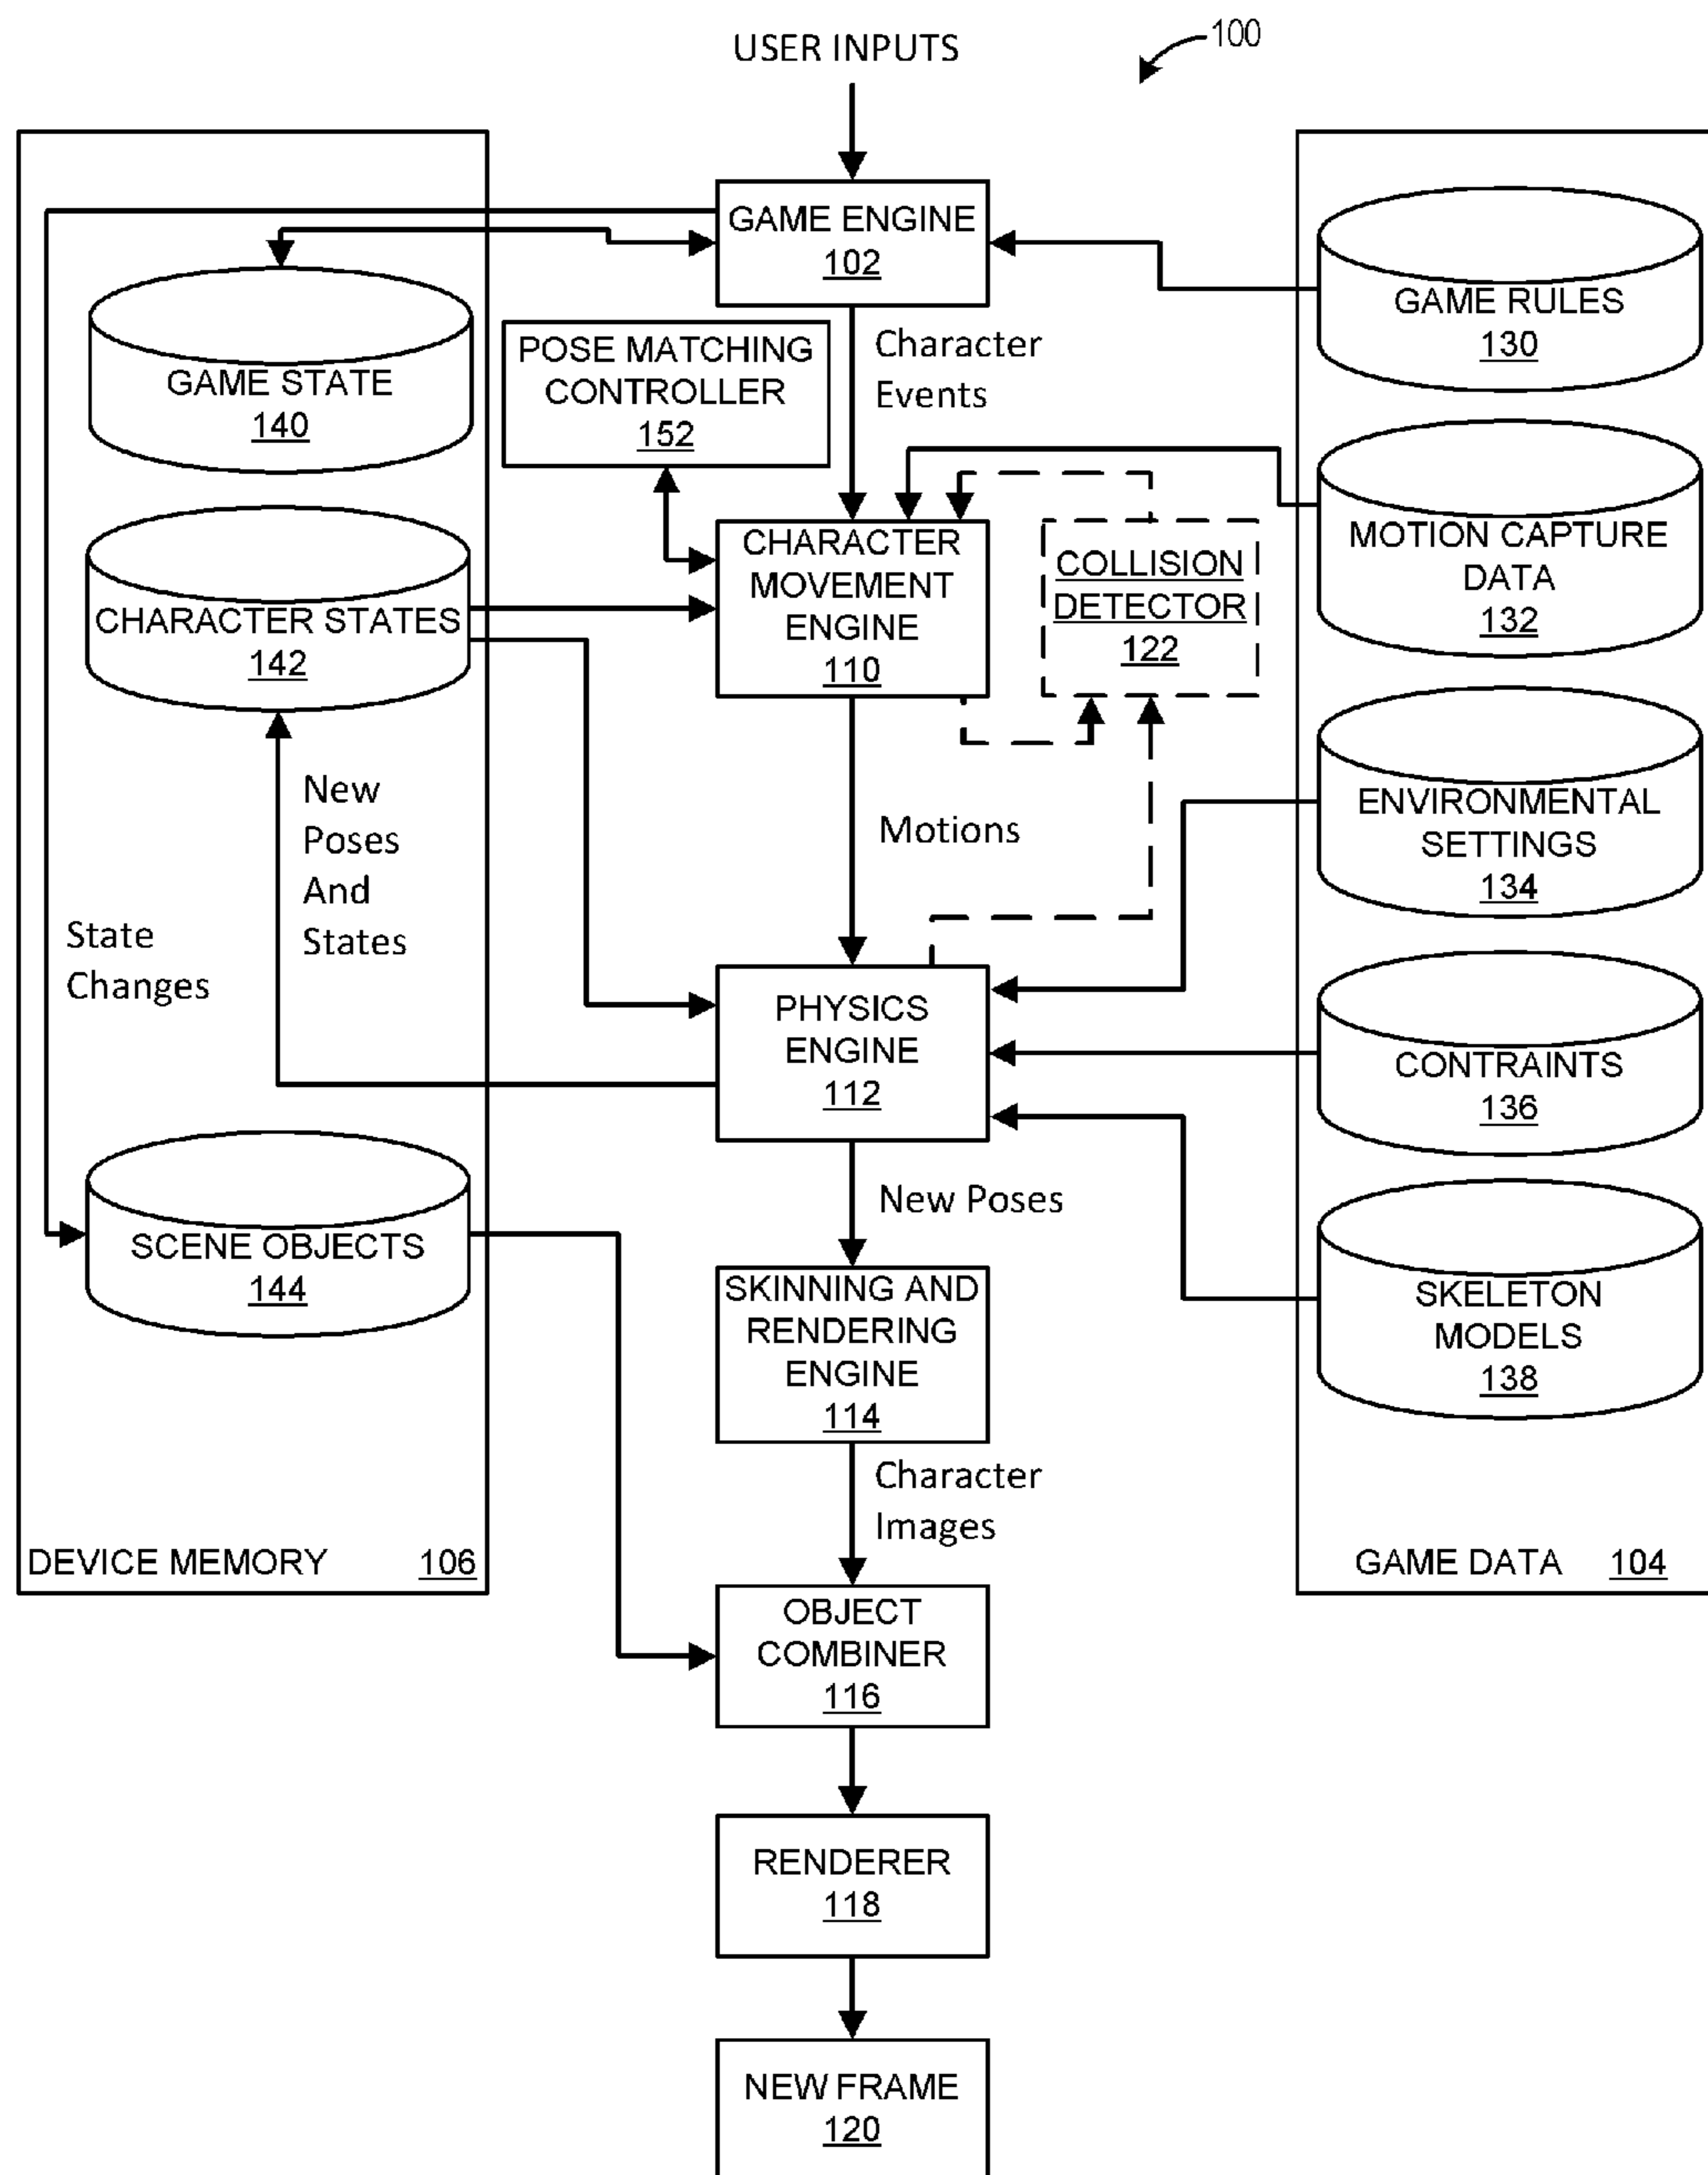 USER INPUTS
100
GAME ENGINE
102
GAME RULES
130
Character
Events
POSE MATCHING
CONTROLLER
152
GAME STATE
140
MOTION CAPTURE
DATA
132
CHARACTER
MOVEMENT
ENGINE
110
COLLISION
DETECTOR
122
CHARACTER STATES
142
New
Poses
And
States
Motions
ENVIRONMENTAL
SETTINGS
134
State
Changes
PHYSICS
ENGINE
112
CONTRAINTS
136
New Poses
SCENE OBJECTS
144
SKINNING AND
RENDERING
ENGINE
114
SKELETON
MODELS
138
Character
Images
DEVICE MEMORY 106
GAME DATA 104
OBJECT
COMBINER
116
RENDERER
118
NEW FRAME
120